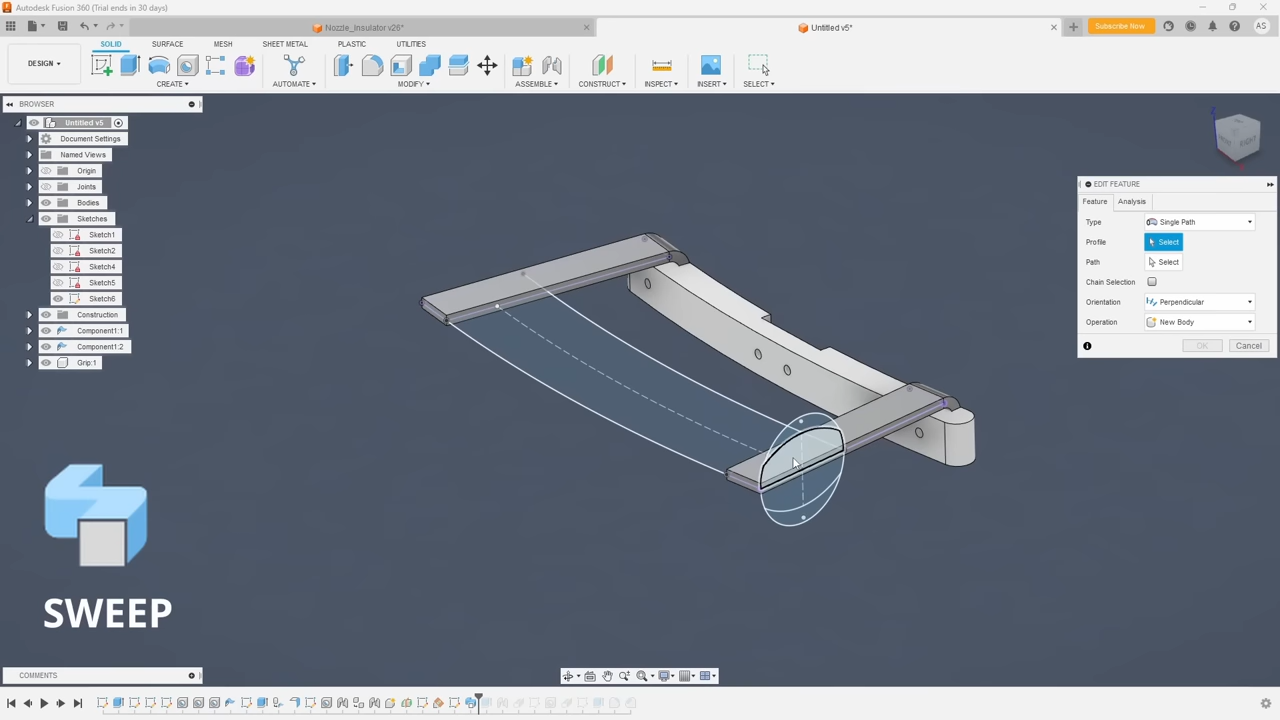 Autodesk Fusion 360 (Trial ends in 30 days)
Nozzle_Insulator v26*
Untitled v5*
Subscribe Now
AS
SOLID SURFACE MESH SHEET METAL PLASTIC UTILITIES
DESIGN
CREATE AUTOMATE MODIFY ASSEMBLE CONSTRUCT INSPECT INSERT SELECT
BROWSER
Untitled v5
Document Settings
Named Views
Origin
Joints
Bodies
Sketches
Sketch1
Sketch2
Sketch4
Sketch5
Sketch6
Construction
Component1:1
Component1:2
Grip:1
RIGHT
EDIT FEATURE
Feature Analysis
Type Single Path
Profile Select
Path Select
Chain Selection
Orientation Perpendicular
Operation New Body
OK Cancel
SWEEP
COMMENTS